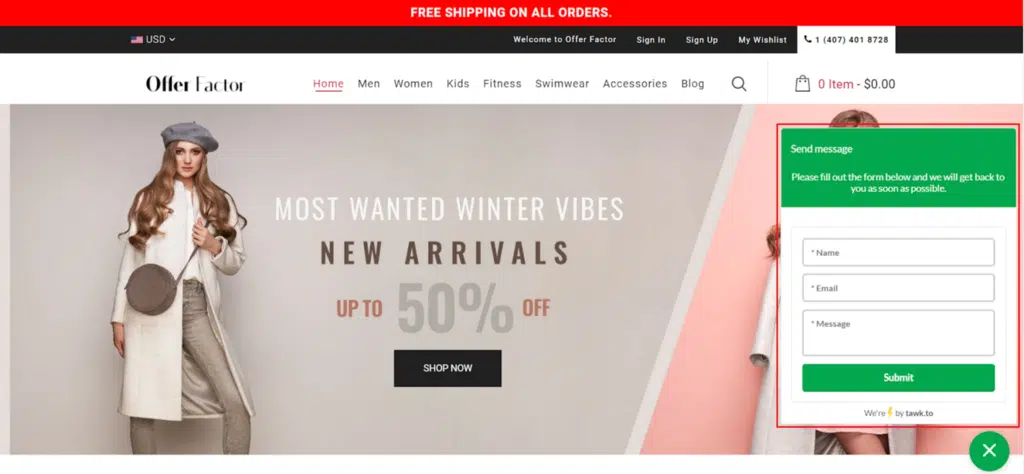 FREE SHIPPING ON ALL ORDERS.
USD
Welcome to Offer Factor
Sign In
Sign Up
My Wishlist
1 (407) 401 8728
Offer Factor
Home
Men
Women
Kids
Fitness
Swimwear
Accessories
Blog
0 Item - $0.00
MOST WANTED WINTER VIBES
NEW ARRIVALS
UP TO 50% OFF
SHOP NOW
Send message
Please fill out the form below and we will get back to
you as soon as possible.
* Name
* Email
* Message
Submit
We're by tawk.to